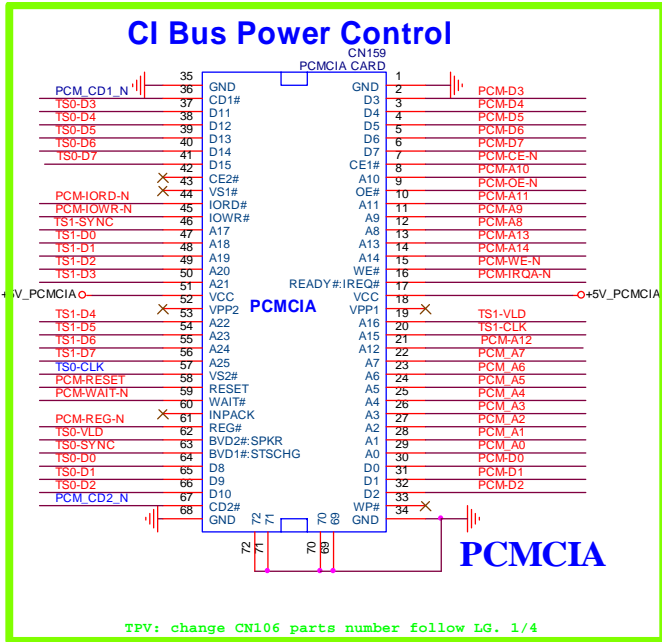 CI Bus Power Control
CN159
PCMCIA CARD
35 GND GND 1
PCM_CD1_N 36 CD1# D3 2 PCM-D3
TS0-D3 37 D11 D4 3 PCM-D4
TS0-D4 38 D12 D5 4 PCM-D5
TS0-D5 39 D13 D6 5 PCM-D6
TS0-D6 40 D14 D7 6 PCM-D7
TS0-D7 41 D15 CE1# 7 PCM-CE-N
42 CE2# A10 8 PCM-A10
43 VS1# OE# 9 PCM-OE-N
PCM-IORD-N 44 IORD# A11 10 PCM-A11
PCM-IOWR-N 45 IOWR# A9 11 PCM-A9
TS1-SYNC 46 A17 A8 12 PCM-A8
TS1-D0 47 A18 A13 13 PCM-A13
TS1-D1 48 A19 A14 14 PCM-A14
TS1-D2 49 A20 WE# 15 PCM-WE-N
TS1-D3 50 A21 READY#:IREQ# 16 PCM-IRQA-N
+5V_PCMCIA 51 VCC VCC 17 +5V_PCMCIA
52 VPP2 PCMCIA VPP1 18
TS1-D4 53 A22 A16 19 TS1-VLD
TS1-D5 54 A23 A15 20 TS1-CLK
TS1-D6 55 A24 A12 21 PCM-A12
TS1-D7 56 A25 A7 22 PCM_A7
TS0-CLK 57 VS2# A6 23 PCM_A6
PCM-RESET 58 RESET A5 24 PCM_A5
PCM-WAIT-N 59 WAIT# A4 25 PCM_A4
60 INPACK A3 26 PCM_A3
PCM-REG-N 61 REG# A2 27 PCM_A2
TS0-VLD 62 BVD2#:SPKR A1 28 PCM_A1
TS0-SYNC 63 BVD1#:STSCHG A0 29 PCM_A0
TS0-D0 64 D8 D0 30 PCM-D0
TS0-D1 65 D9 D1 31 PCM-D1
TS0-D2 66 D10 D2 32 PCM-D2
PCM_CD2_N 67 CD2# WP# 33
68 GND GND 34
72 71 70 69
72 71 70 69
PCMCIA
TPV: change CN106 parts number follow LG. 1/4